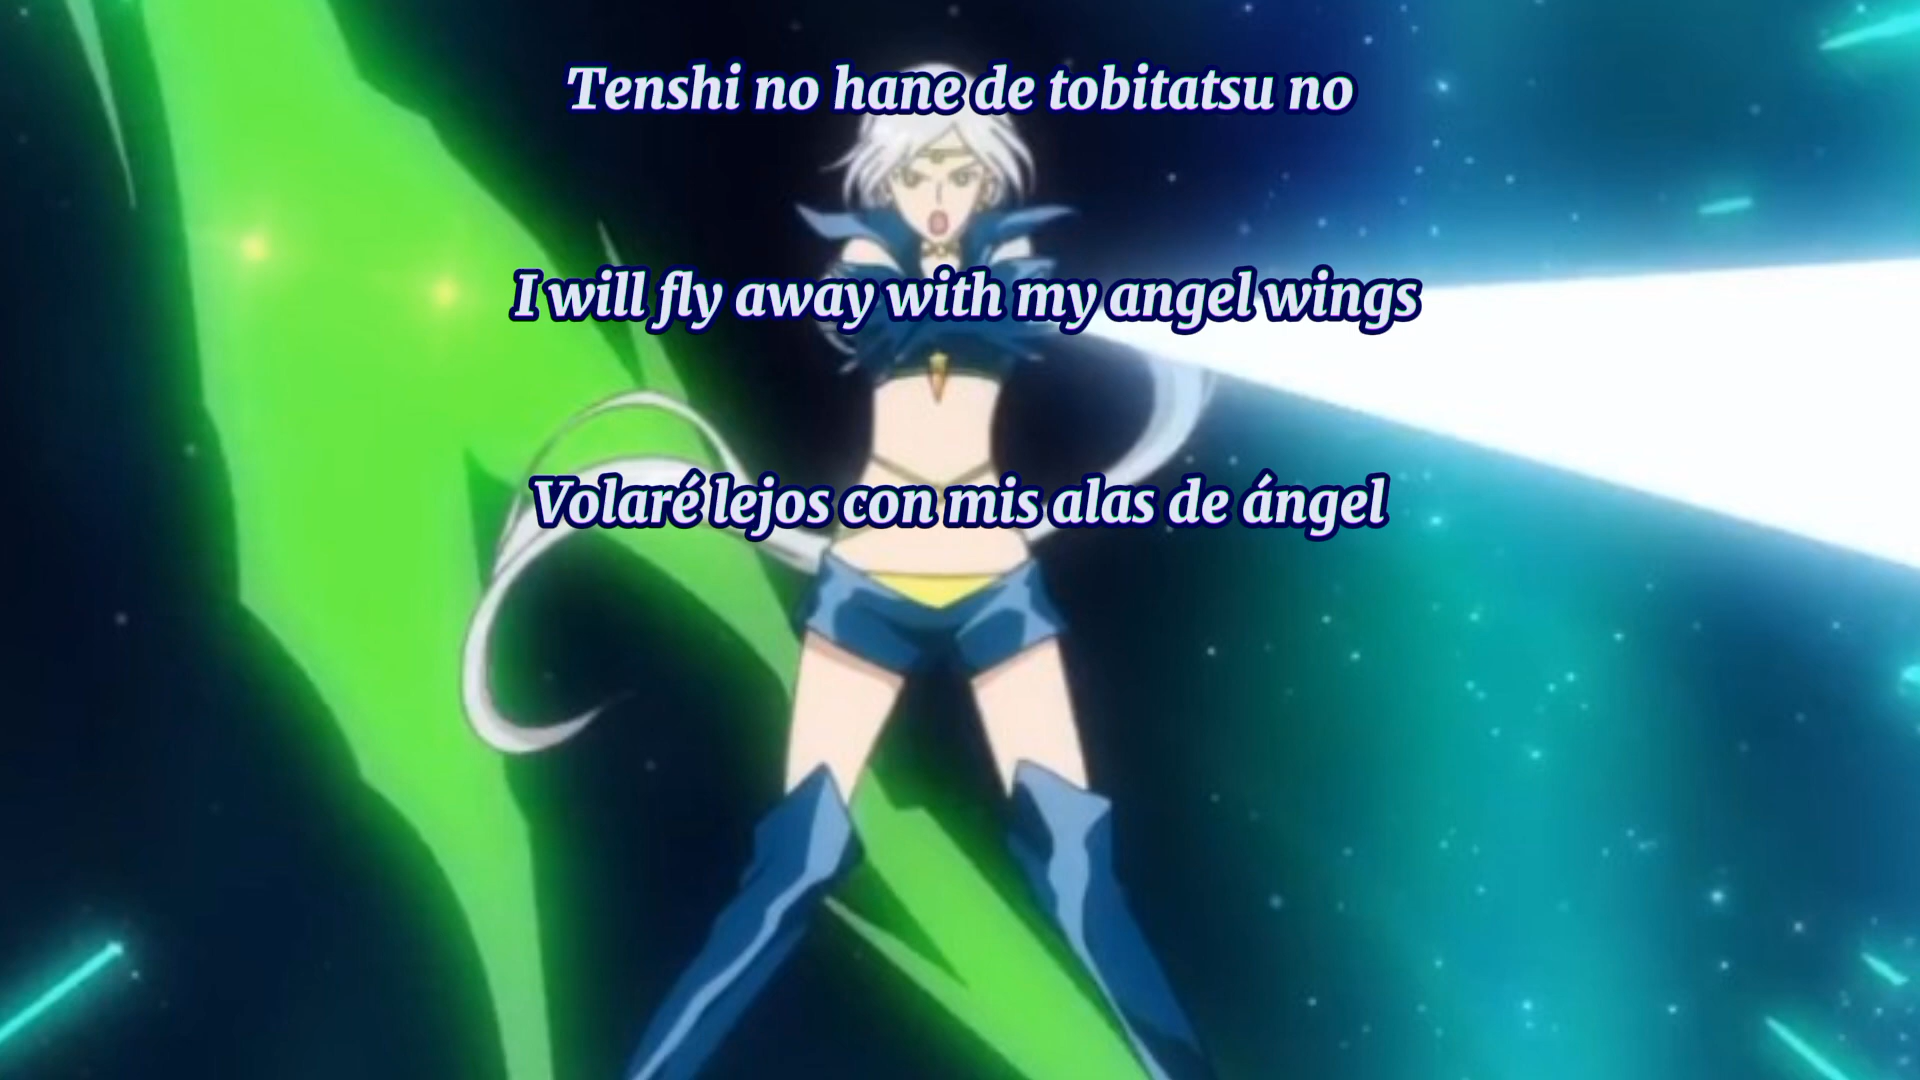 Tenshi no hane de tobitatsu no
I will fly away with my angel wings
Volaré lejos con mis alas de ángel